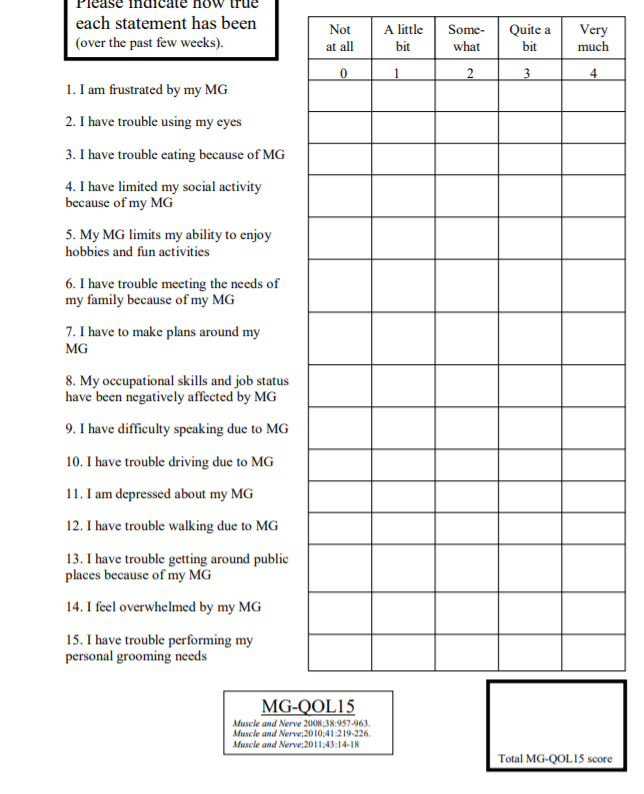 Please indicate how true
each statement has been
(over the past few weeks).
Not at all
A little bit
Some-what
Quite a bit
Very much
0 1 2 3 4
1. I am frustrated by my MG
2. I have trouble using my eyes
3. I have trouble eating because of MG
4. I have limited my social activity
because of my MG
5. My MG limits my ability to enjoy
hobbies and fun activities
6. I have trouble meeting the needs of
my family because of my MG
7. I have to make plans around my
MG
8. My occupational skills and job status
have been negatively affected by MG
9. I have difficulty speaking due to MG
10. I have trouble driving due to MG
11. I am depressed about my MG
12. I have trouble walking due to MG
13. I have trouble getting around public
places because of my MG
14. I feel overwhelmed by my MG
15. I have trouble performing my
personal grooming needs
MG-QOL15
Muscle and Nerve 2008;38:957-963.
Muscle and Nerve;2010;41:219-226.
Muscle and Nerve;2011;43:14-18
Total MG-QOL15 score